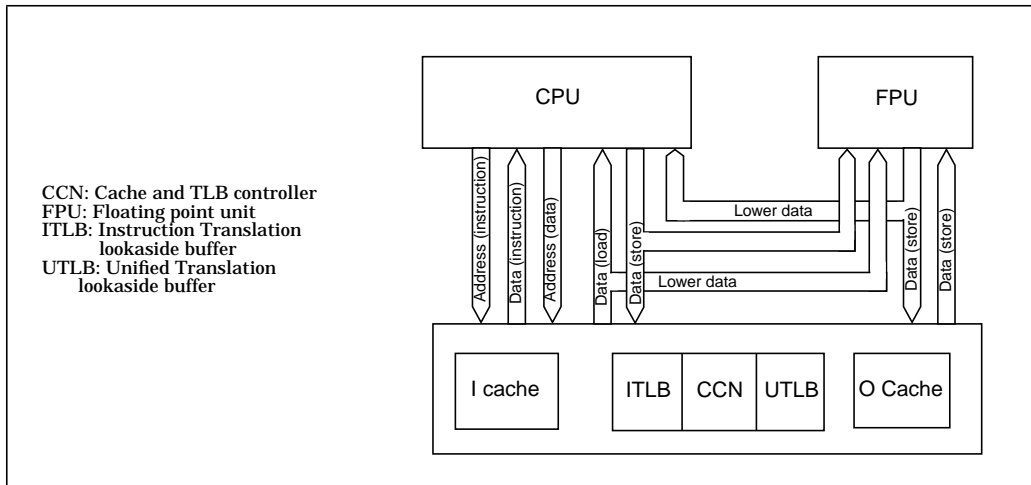 CPU
FPU
CCN: Cache and TLB controller
FPU: Floating point unit
ITLB: Instruction Translation
lookaside buffer
UTLB: Unified Translation
lookaside buffer
Address (instruction)
Data (instruction)
Address (data)
Data (load)
Data (store)
Lower data
Lower data
Data (store)
Data (store)
I cache
ITLB
CCN
UTLB
O Cache